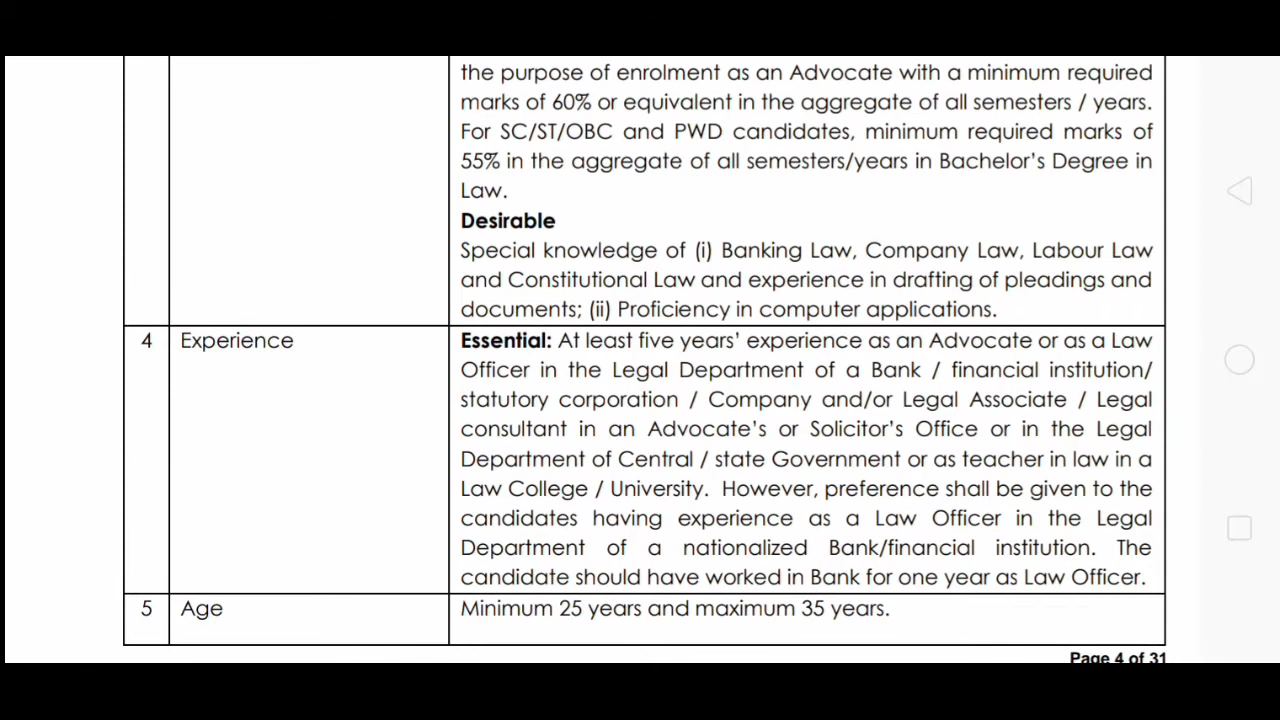 the purpose of enrolment as an Advocate with a minimum required
marks of 60% or equivalent in the aggregate of all semesters / years.
For SC/ST/OBC and PWD candidates, minimum required marks of
55% in the aggregate of all semesters/years in Bachelor’s Degree in
Law.
Desirable
Special knowledge of (i) Banking Law, Company Law, Labour Law
and Constitutional Law and experience in drafting of pleadings and
documents; (ii) Proficiency in computer applications.
4 Experience Essential: At least five years’ experience as an Advocate or as a Law
Officer in the Legal Department of a Bank / financial institution/
statutory corporation / Company and/or Legal Associate / Legal
consultant in an Advocate’s or Solicitor’s Office or in the Legal
Department of Central / state Government or as teacher in law in a
Law College / University. However, preference shall be given to the
candidates having experience as a Law Officer in the Legal
Department of a nationalized Bank/financial institution. The
candidate should have worked in Bank for one year as Law Officer.
5 Age Minimum 25 years and maximum 35 years.
Page 4 of 31